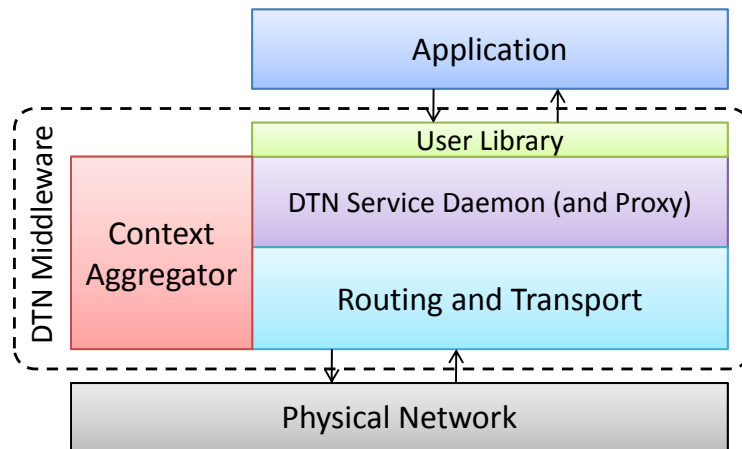 Application
DTN Middleware
User Library
DTN Service Daemon (and Proxy)
Context
Aggregator
Routing and Transport
Physical Network